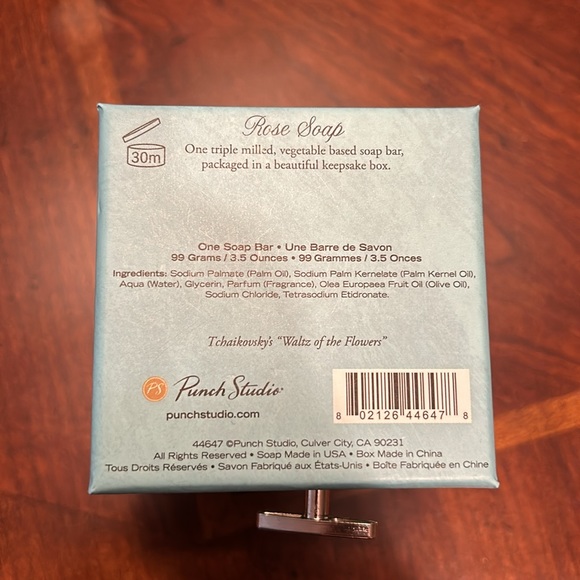 Rose Soap
30m
One triple milled, vegetable based soap bar,
packaged in a beautiful keepsake box.
One Soap Bar • Une Barre de Savon
99 Grams / 3.5 Ounces • 99 Grammes / 3.5 Onces
Ingredients: Sodium Palmate (Palm Oil), Sodium Palm Kernelate (Palm Kernel Oil),
Aqua (Water), Glycerin, Parfum (Fragrance), Olea Europaea Fruit Oil (Olive Oil),
Sodium Chloride, Tetrasodium Etidronate.
Tchaikovsky's "Waltz of the Flowers"
PS Punch Studio
punchstudio.com
8 02126 44647 8
44647 ©Punch Studio, Culver City, CA 90231
All Rights Reserved • Soap Made in USA • Box Made in China
Tous Droits Réservés • Savon Fabriqué aux États-Unis • Boîte Fabriquée en Chine